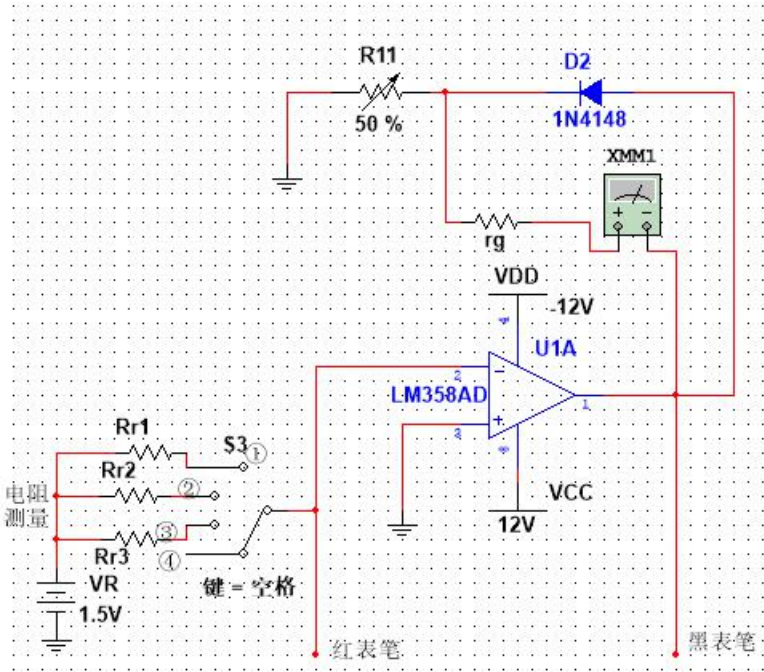 R11
50 %
D2
1N4148
XMM1
+ −
rg
VDD
-12V
4
U1A
2
−
LM358AD
+
3
1
8
VCC
12V
Rr1
S3
①
Rr2
②
电阻
测量
③
Rr3
④
VR
1.5V
键 = 空格
红表笔
黑表笔